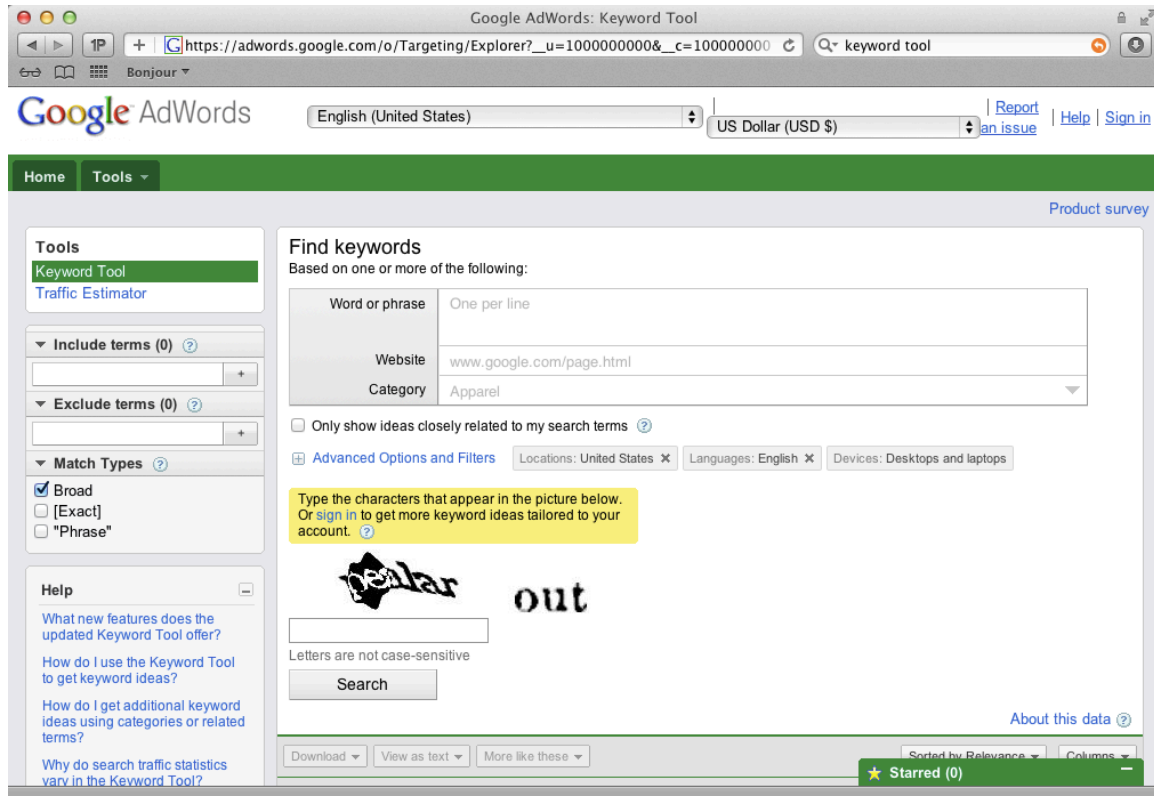 Google AdWords: Keyword Tool
1P
+
https://adwords.google.com/o/Targeting/Explorer?__u=1000000000&__c=100000000
keyword tool
Bonjour
Google AdWords
English (United States)
US Dollar (USD $)
| Report an issue | Help | Sign in
Home
Tools
Product survey
Tools
Keyword Tool
Traffic Estimator
Include terms (0) ?
+
Exclude terms (0) ?
+
Match Types ?
Broad
[Exact]
"Phrase"
Help
What new features does the
updated Keyword Tool offer?
How do I use the Keyword Tool
to get keyword ideas?
How do I get additional keyword
ideas using categories or related
terms?
Why do search traffic statistics
vary in the Keyword Tool?
Find keywords
Based on one or more of the following:
Word or phrase One per line
Website www.google.com/page.html
Category Apparel
Only show ideas closely related to my search terms ?
Advanced Options and Filters Locations: United States × Languages: English × Devices: Desktops and laptops
Type the characters that appear in the picture below.
Or sign in to get more keyword ideas tailored to your
account. ?
out
Letters are not case-sensitive
Search
About this data ?
Download View as text More like these Sorted by Relevance Columns
Starred (0)